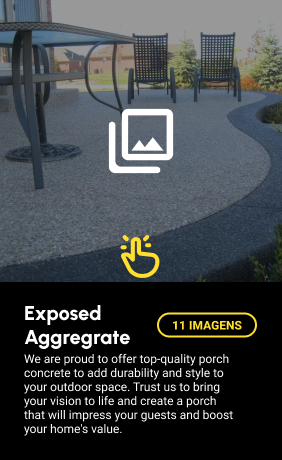 Exposed
Aggregrate
11 IMAGENS
We are proud to offer top-quality porch
concrete to add durability and style to
your outdoor space. Trust us to bring
your vision to life and create a porch
that will impress your guests and boost
your home's value.